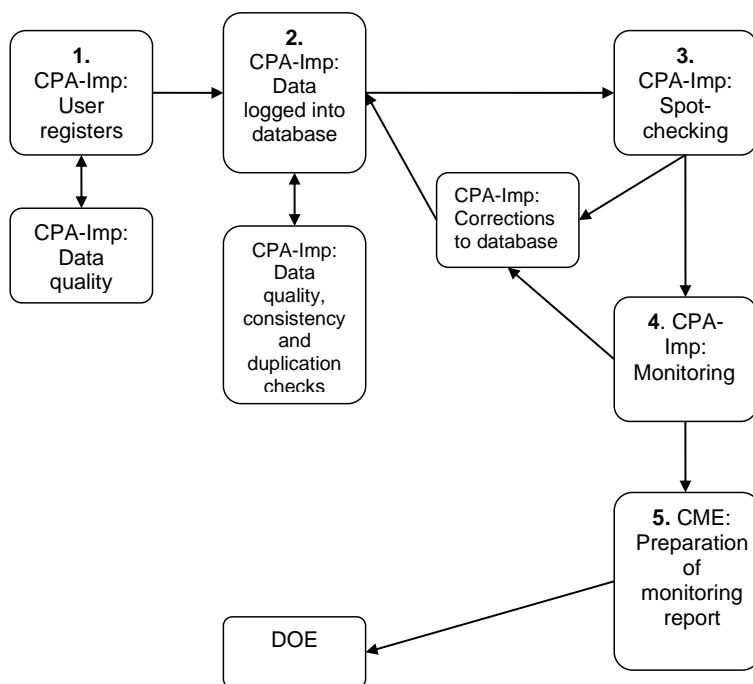 1.
CPA-Imp:
User
registers
2.
CPA-Imp:
Data
logged into
database
3.
CPA-Imp:
Spot-
checking
CPA-Imp:
Corrections
to database
CPA-Imp:
Data
quality
CPA-Imp:
Data
quality,
consistency
and
duplication
checks
4. CPA-
Imp:
Monitoring
5. CME:
Preparation
of
monitoring
report
DOE